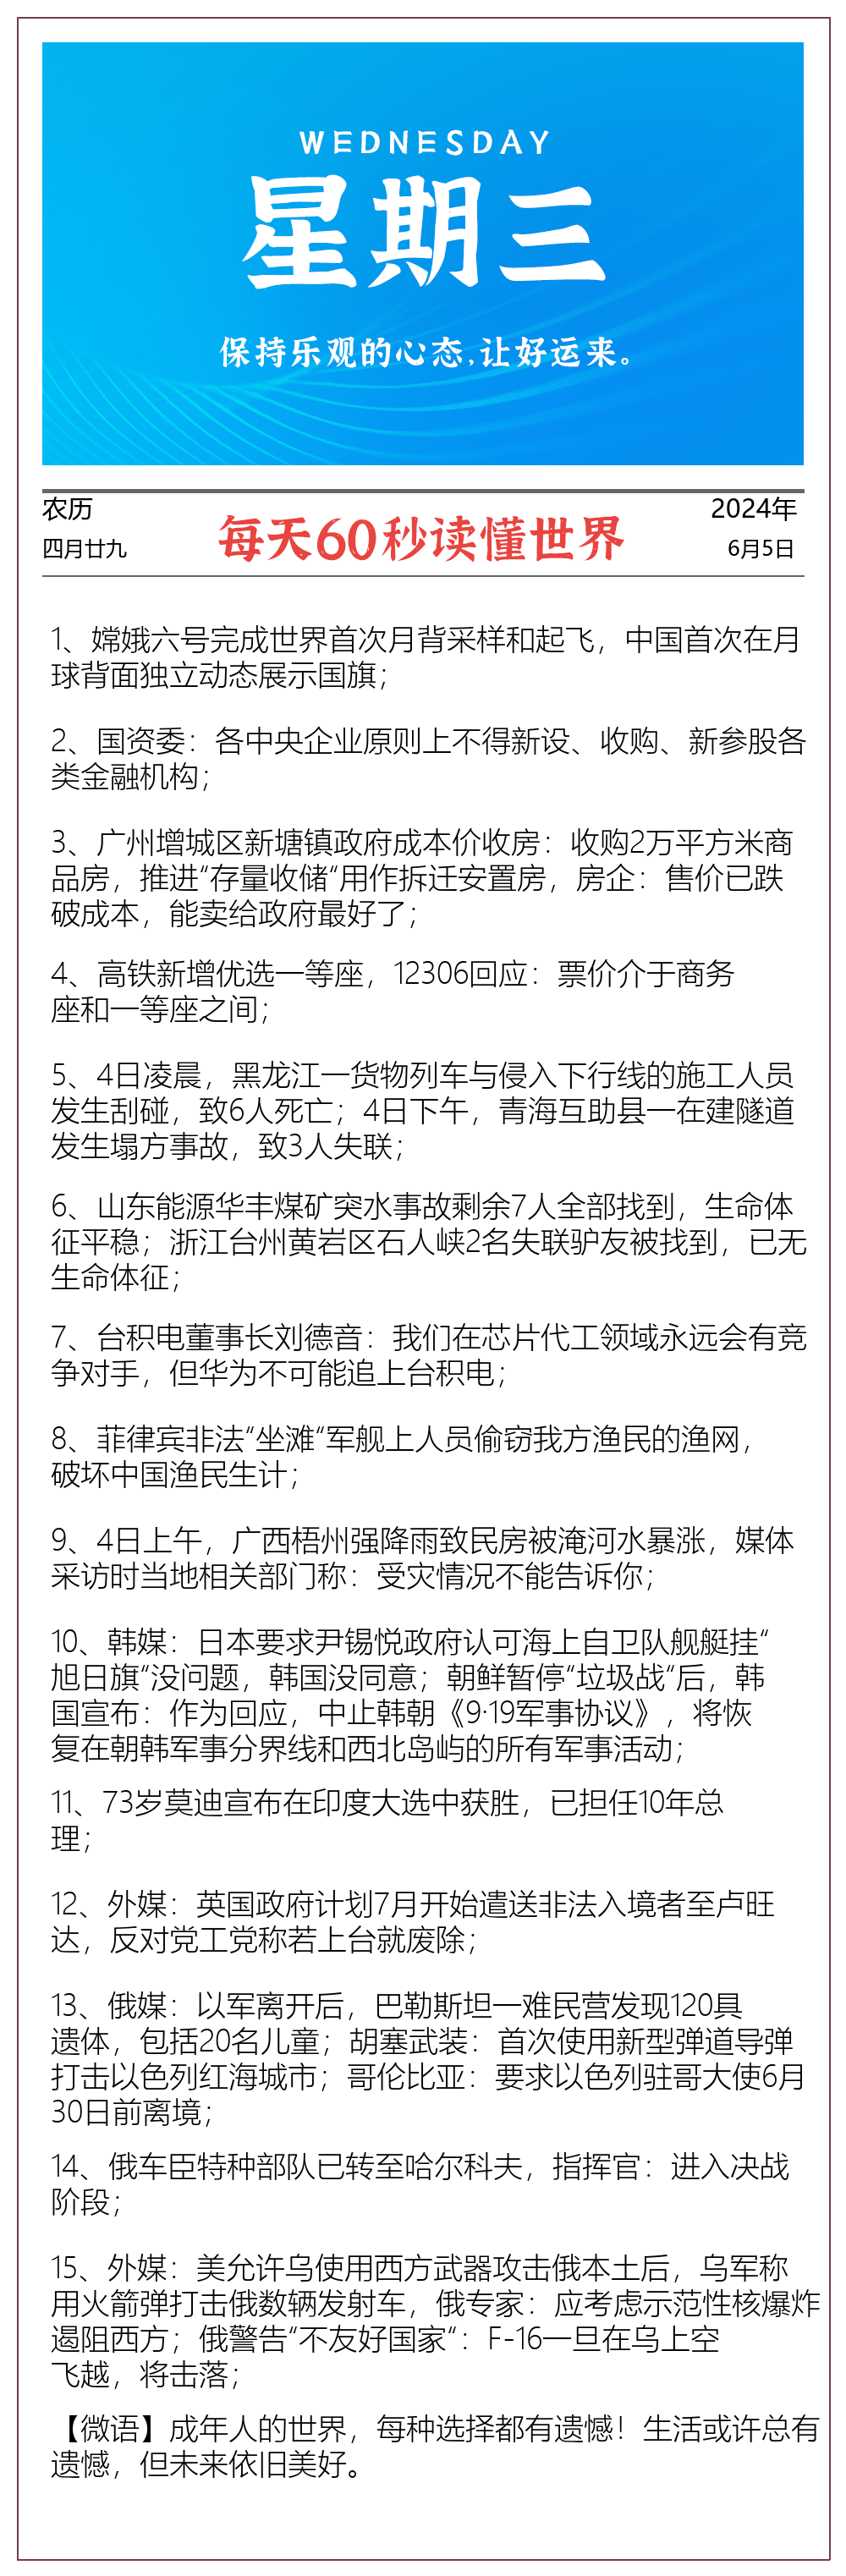 WEDNESDAY
星期三
保持乐观的心态,让好运来。
农历
2024年
每天60秒读懂世界
四月廿九
6月5日
1、嫦娥六号完成世界首次月背采样和起飞，中国首次在月
球背面独立动态展示国旗；
2、国资委：各中央企业原则上不得新设、收购、新参股各
类金融机构；
3、广州增城区新塘镇政府成本价收房：收购2万平方米商
品房，推进“存量收储“用作拆迁安置房，房企：售价已跌
破成本，能卖给政府最好了；
4、高铁新增优选一等座，12306回应：票价介于商务
座和一等座之间；
5、4日凌晨，黑龙江一货物列车与侵入下行线的施工人员
发生刮碰，致6人死亡；4日下午，青海互助县一在建隧道
发生塌方事故，致3人失联；
6、山东能源华丰煤矿突水事故剩余7人全部找到，生命体
征平稳；浙江台州黄岩区石人峡2名失联驴友被找到，已无
生命体征；
7、台积电董事长刘德音：我们在芯片代工领域永远会有竞
争对手，但华为不可能追上台积电；
8、菲律宾非法“坐滩“军舰上人员偷窃我方渔民的渔网，
破坏中国渔民生计；
9、4日上午，广西梧州强降雨致民房被淹河水暴涨，媒体
采访时当地相关部门称：受灾情况不能告诉你；
10、韩媒：日本要求尹锡悦政府认可海上自卫队舰艇挂“
旭日旗“没问题，韩国没同意；朝鲜暂停“垃圾战“后，韩
国宣布：作为回应，中止韩朝《9·19军事协议》，将恢
复在朝韩军事分界线和西北岛屿的所有军事活动；
11、73岁莫迪宣布在印度大选中获胜，已担任10年总
理；
12、外媒：英国政府计划7月开始遣送非法入境者至卢旺
达，反对党工党称若上台就废除；
13、俄媒：以军离开后，巴勒斯坦一难民营发现120具
遗体，包括20名儿童；胡塞武装：首次使用新型弹道导弹
打击以色列红海城市；哥伦比亚：要求以色列驻哥大使6月
30日前离境；
14、俄车臣特种部队已转至哈尔科夫，指挥官：进入决战
阶段；
15、外媒：美允许乌使用西方武器攻击俄本土后，乌军称
用火箭弹打击俄数辆发射车，俄专家：应考虑示范性核爆炸
遏阻西方；俄警告“不友好国家“：F-16一旦在乌上空
飞越，将击落；
【微语】成年人的世界，每种选择都有遗憾！生活或许总有
遗憾，但未来依旧美好。